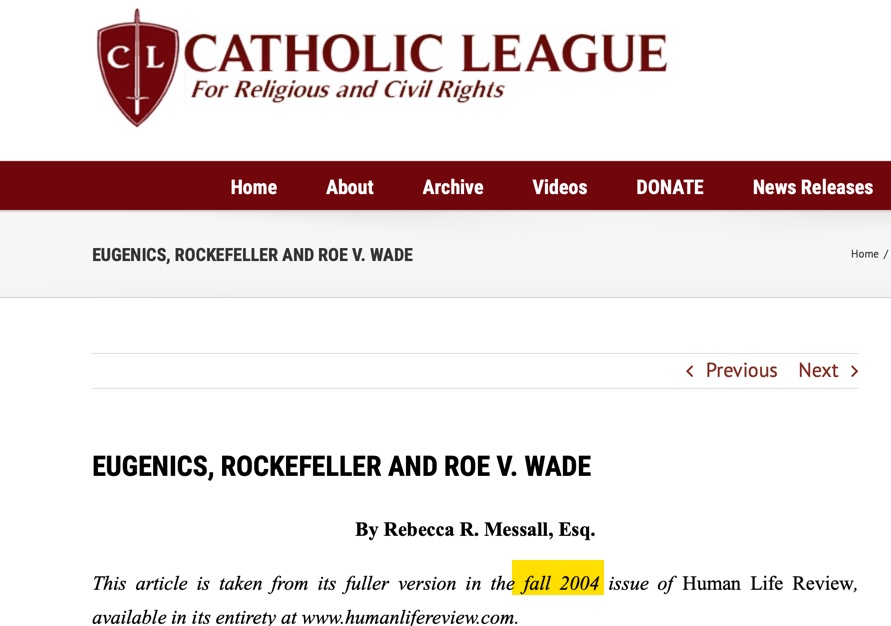 C L
CATHOLIC LEAGUE
For Religious and Civil Rights
Home About Archive Videos DONATE News Releases
EUGENICS, ROCKEFELLER AND ROE V. WADE
Home /
‹ Previous Next ›
EUGENICS, ROCKEFELLER AND ROE V. WADE
By Rebecca R. Messall, Esq.
This article is taken from its fuller version in the fall 2004 issue of Human Life Review,
available in its entirety at www.humanlifereview.com.